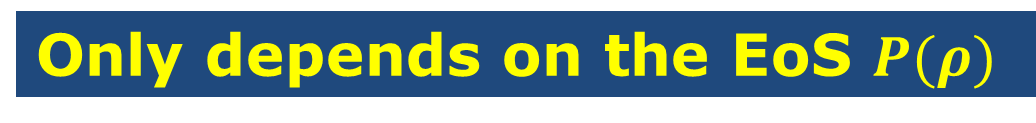 Only depends on the EoS P(ρ)